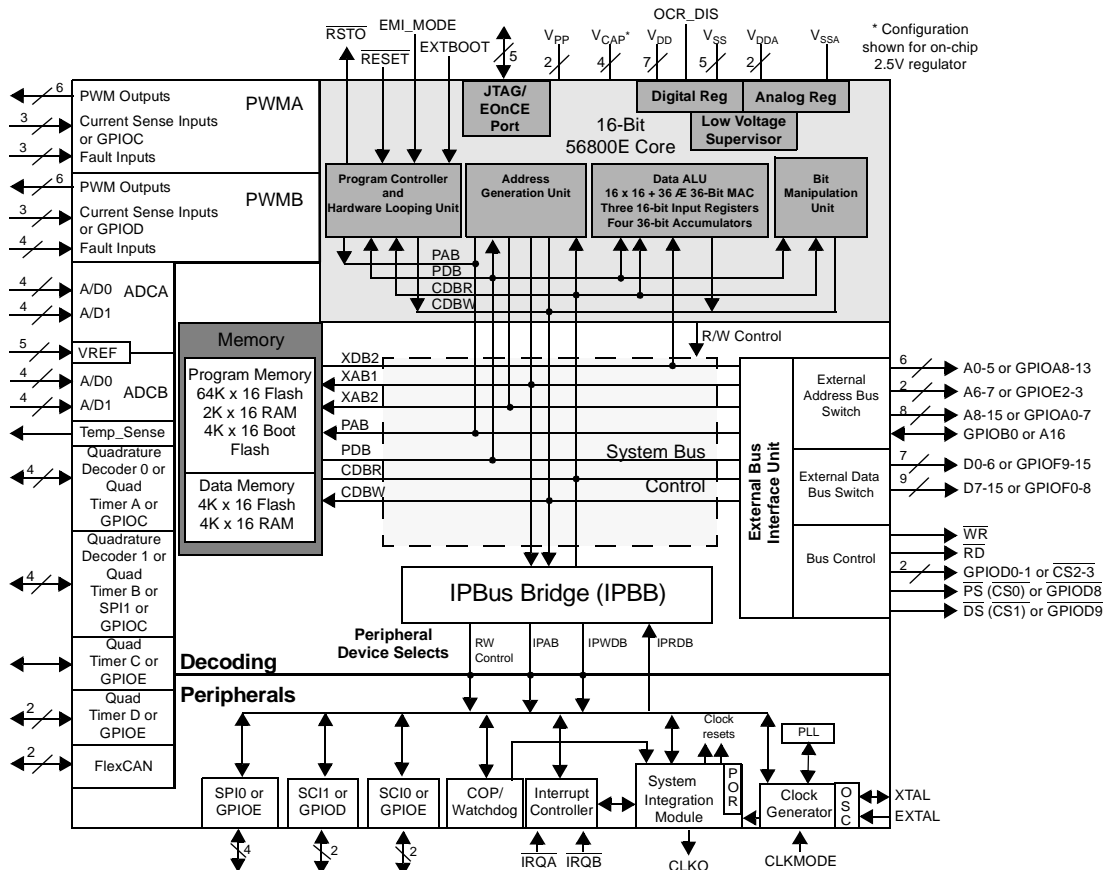 RSTO
EMI_MODE
RESET
EXTBOOT
5
VPP
2
VCAP*
4
OCR_DIS
VDD
7
VSS
5
VDDA
2
VSSA
* Configuration
shown for on-chip
2.5V regulator
6
PWM Outputs
PWMA
3
Current Sense Inputs
or GPIOC
3
Fault Inputs
6
PWM Outputs
PWMB
3
Current Sense Inputs
or GPIOD
4
Fault Inputs
4
A/D0
ADCA
4
A/D1
5
VREF
4
A/D0
ADCB
4
A/D1
Temp_Sense
4
Quadrature
Decoder 0 or
Quad
Timer A or
GPIOC
4
Quadrature
Decoder 1 or
Quad
Timer B or
SPI1 or
GPIOC
Quad
Timer C or
GPIOE
2
Quad
Timer D or
GPIOE
2
FlexCAN
JTAG/
EOnCE
Port
Digital Reg
Analog Reg
Low Voltage
Supervisor
16-Bit
56800E Core
Program Controller
and
Hardware Looping Unit
Address
Generation Unit
Data ALU
16 x 16 + 36 Æ 36-Bit MAC
Three 16-bit Input Registers
Four 36-bit Accumulators
Bit
Manipulation
Unit
PAB
PDB
CDBR
CDBW
R/W Control
Memory
Program Memory
64K x 16 Flash
2K x 16 RAM
4K x 16 Boot
Flash
Data Memory
4K x 16 Flash
4K x 16 RAM
XDB2
XAB1
XAB2
PAB
PDB
CDBR
CDBW
System Bus
Control
External Bus
Interface Unit
External
Address Bus
Switch
External Data
Bus Switch
Bus Control
6
A0-5 or GPIOA8-13
2
A6-7 or GPIOE2-3
8
A8-15 or GPIOA0-7
GPIOB0 or A16
7
D0-6 or GPIOF9-15
9
D7-15 or GPIOF0-8
WR
RD
2
GPIOD0-1 or CS2-3
PS (CS0) or GPIOD8
DS (CS1) or GPIOD9
IPBus Bridge (IPBB)
Peripheral
Device Selects
RW
Control
IPAB
IPWDB
IPRDB
Decoding
Peripherals
Clock
resets
PLL
SPI0 or
GPIOE
SCI1 or
GPIOD
SCI0 or
GPIOE
COP/
Watchdog
Interrupt
Controller
System
Integration
Module
POR
Clock
Generator
OSC
XTAL
EXTAL
4
2
2
IRQA
IRQB
CLKO
CLKMODE